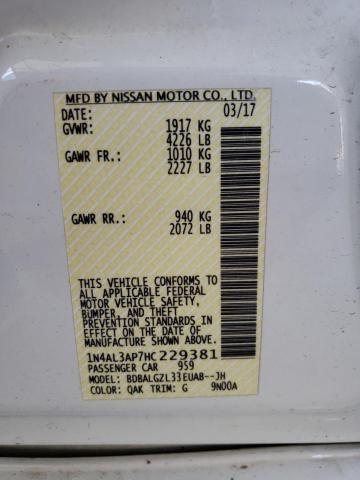 MFD BY NISSAN MOTOR CO., LTD.
DATE: 03/17
GVWR: 1917 KG
4226 LB
GAWR FR.: 1010 KG
2227 LB
GAWR RR.: 940 KG
2072 LB
THIS VEHICLE CONFORMS TO
ALL APPLICABLE FEDERAL
MOTOR VEHICLE SAFETY,
BUMPER, AND THEFT
PREVENTION STANDARDS
IN EFFECT ON THE DATE OF
MANUFACTURE SHOWN ABOVE.
1N4AL3AP7HC229381
PASSENGER CAR 959
MODEL: BDBALGZL33EUAB--JH
COLOR: QAK TRIM: G 9N00A